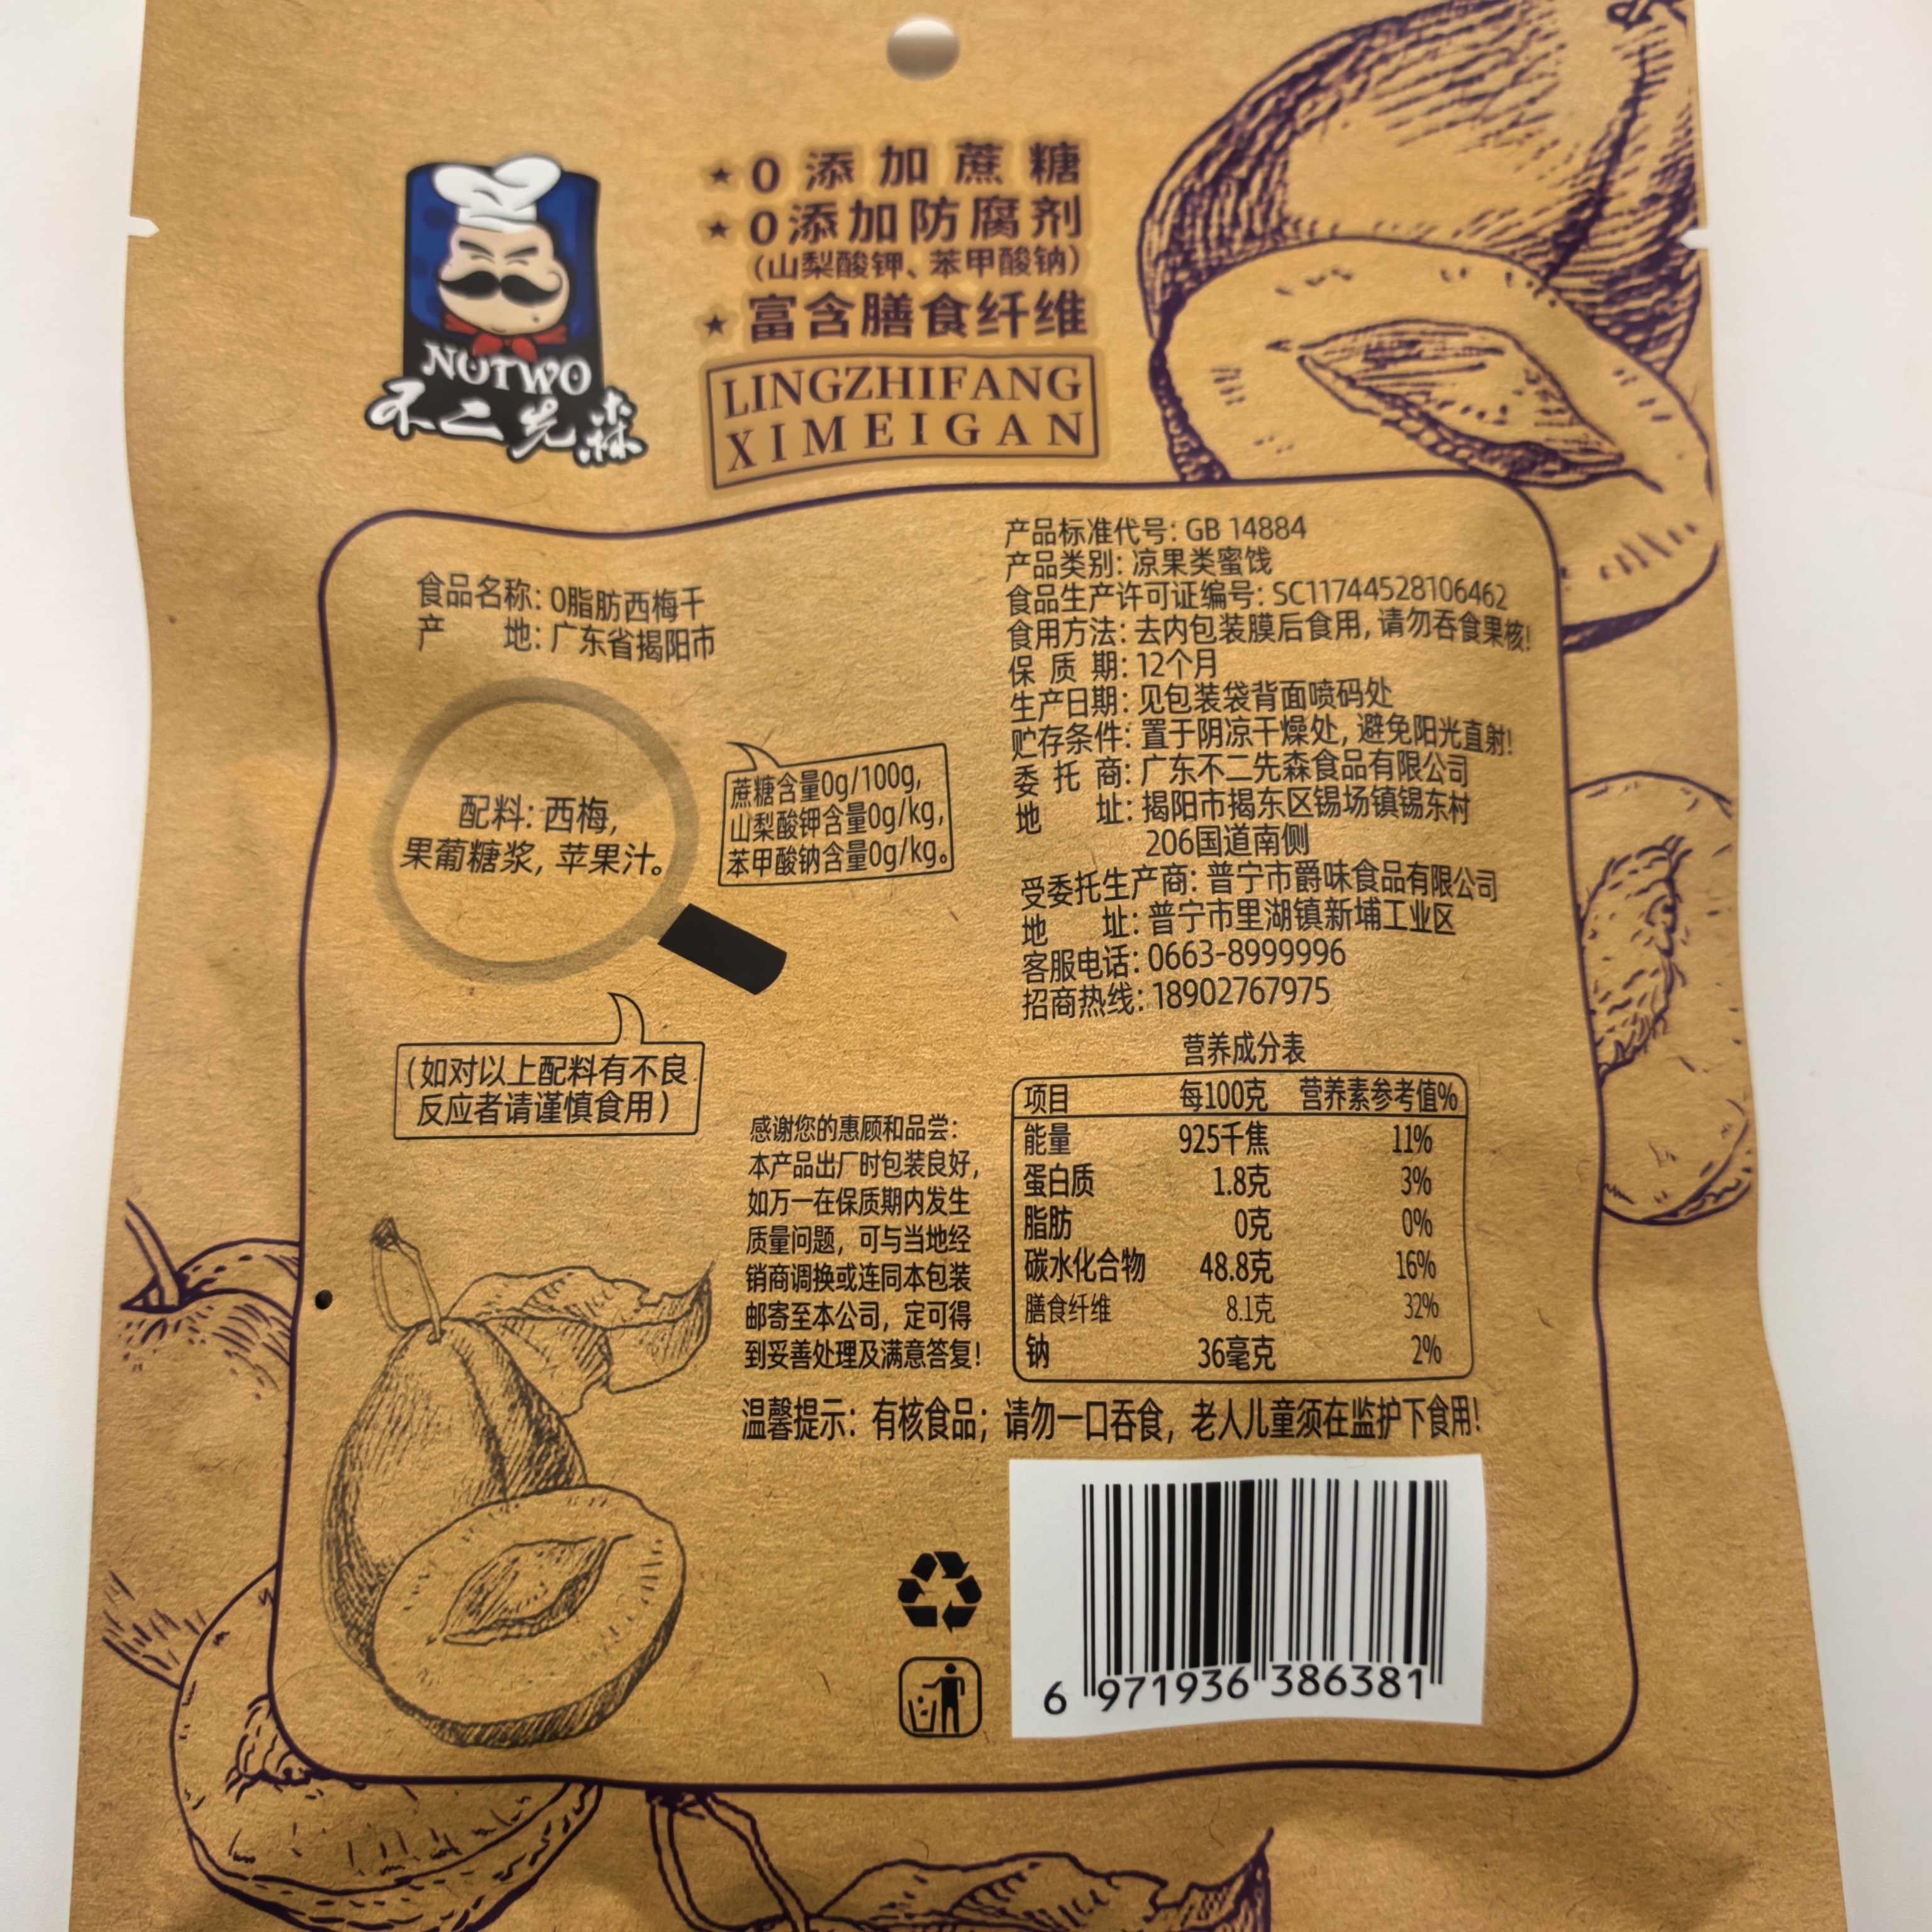 ★0添加蔗糖
★0添加防腐剂
(山梨酸钾、苯甲酸钠)
★富含膳食纤维
NUTWO
不二先森
LINGZHIFANG
XIMEIGAN
食品名称: 0脂肪西梅干
产 地: 广东省揭阳市
配料: 西梅,
果葡糖浆, 苹果汁。
蔗糖含量0g/100g,
山梨酸钾含量0g/kg,
苯甲酸钠含量0g/kg。
(如对以上配料有不良
反应者请谨慎食用)
产品标准代号: GB 14884
产品类别: 凉果类蜜饯
食品生产许可证编号: SC11744528106462
食用方法: 去内包装膜后食用, 请勿吞食果核!
保 质 期: 12个月
生产日期: 见包装袋背面喷码处
贮存条件: 置于阴凉干燥处, 避免阳光直射!
委 托 商: 广东不二先森食品有限公司
地 址: 揭阳市揭东区锡场镇锡东村
206国道南侧
受委托生产商: 普宁市爵味食品有限公司
地 址: 普宁市里湖镇新埔工业区
客服电话: 0663-8999996
招商热线: 18902767975
感谢您的惠顾和品尝:
本产品出厂时包装良好,
如万一在保质期内发生
质量问题, 可与当地经
销商调换或连同本包装
邮寄至本公司, 定可得
到妥善处理及满意答复!
营养成分表
项目 每100克 营养素参考值%
能量 925千焦 11%
蛋白质 1.8克 3%
脂肪 0克 0%
碳水化合物 48.8克 16%
膳食纤维 8.1克 32%
钠 36毫克 2%
温馨提示: 有核食品; 请勿一口吞食, 老人儿童须在监护下食用!
6 971936 386381